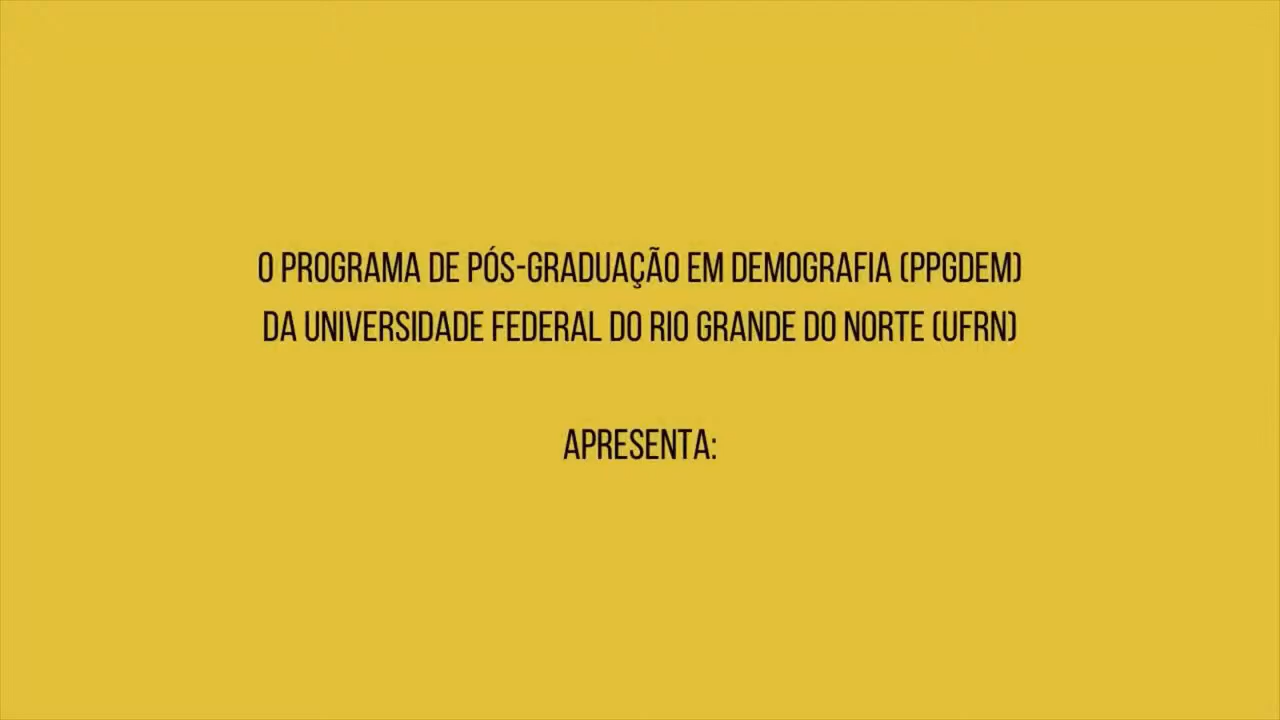 O PROGRAMA DE PÓS-GRADUAÇÃO EM DEMOGRAFIA (PPGDEM)
DA UNIVERSIDADE FEDERAL DO RIO GRANDE DO NORTE (UFRN)
APRESENTA: